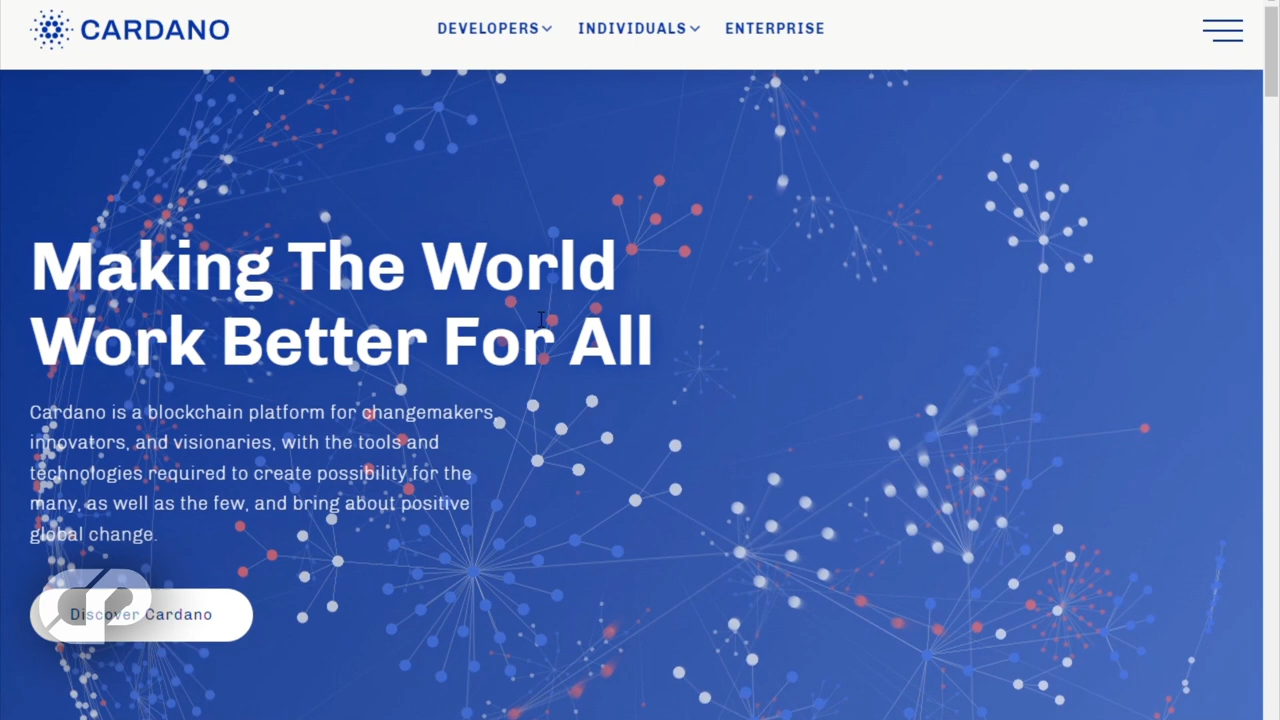 CARDANO
DEVELOPERS INDIVIDUALS ENTERPRISE
Making The World
Work Better For All
Cardano is a blockchain platform for changemakers,
innovators, and visionaries, with the tools and
technologies required to create possibility for the
many, as well as the few, and bring about positive
global change.
Discover Cardano